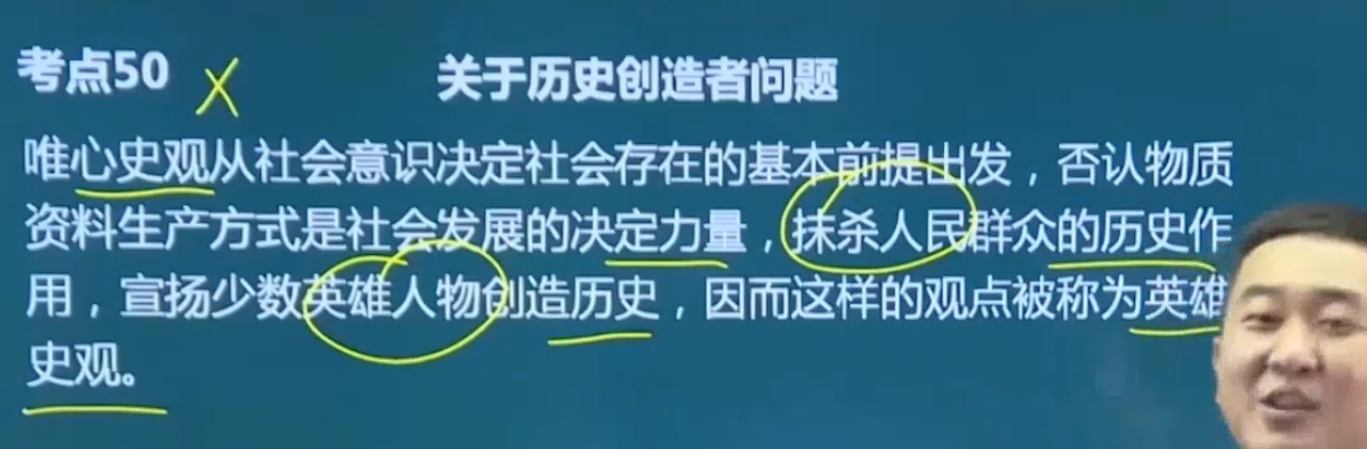 考点50 X 关于历史创造者问题
唯心史观从社会意识决定社会存在的基本前提出发，否认物质
资料生产方式是社会发展的决定力量，抹杀人民群众的历史作
用，宣扬少数英雄人物创造历史，因而这样的观点被称为英雄
史观。